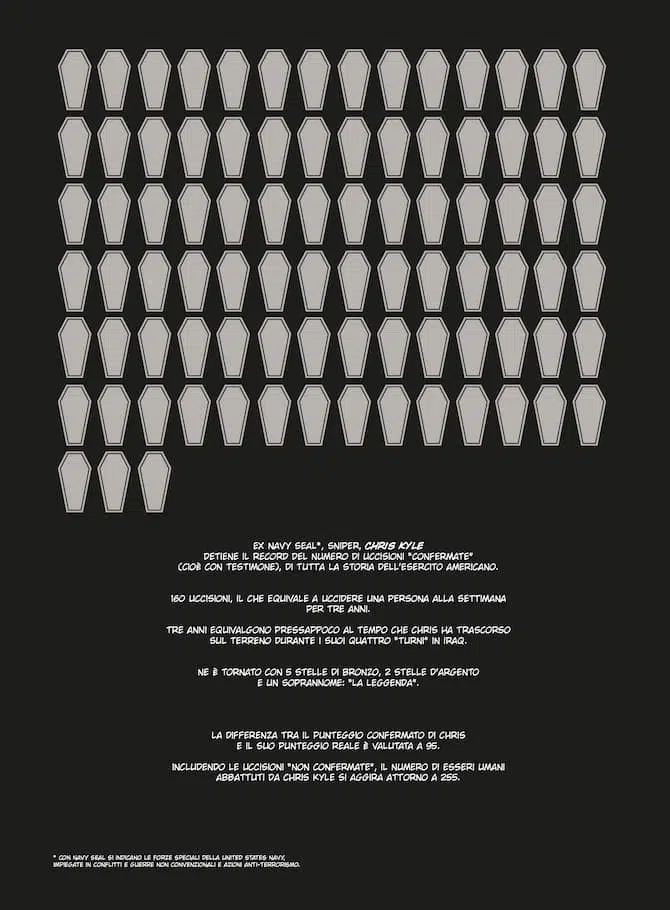 EX NAVY SEAL*, SNIPER, CHRIS KYLE
DETIENE IL RECORD DEL NUMERO DI UCCISIONI "CONFERMATE"
(CIOÈ CON TESTIMONE), DI TUTTA LA STORIA DELL'ESERCITO AMERICANO.
160 UCCISIONI, IL CHE EQUIVALE A UCCIDERE UNA PERSONA ALLA SETTIMANA
PER TRE ANNI.
TRE ANNI EQUIVALGONO PRESSAPPOCO AL TEMPO CHE CHRIS HA TRASCORSO
SUL TERRENO DURANTE I SUOI QUATTRO "TURNI" IN IRAQ.
NE È TORNATO CON 5 STELLE DI BRONZO, 2 STELLE D'ARGENTO
E UN SOPRANNOME: "LA LEGGENDA".
LA DIFFERENZA TRA IL PUNTEGGIO CONFERMATO DI CHRIS
E IL SUO PUNTEGGIO REALE È VALUTATA A 95.
INCLUDENDO LE UCCISIONI "NON CONFERMATE", IL NUMERO DI ESSERI UMANI
ABBATTUTI DA CHRIS KYLE SI AGGIRA ATTORNO A 255.
* CON NAVY SEAL SI INDICANO LE FORZE SPECIALI DELLA UNITED STATES NAVY,
IMPIEGATE IN CONFLITTI E GUERRE NON CONVENZIONALI E AZIONI ANTI-TERRORISMO.